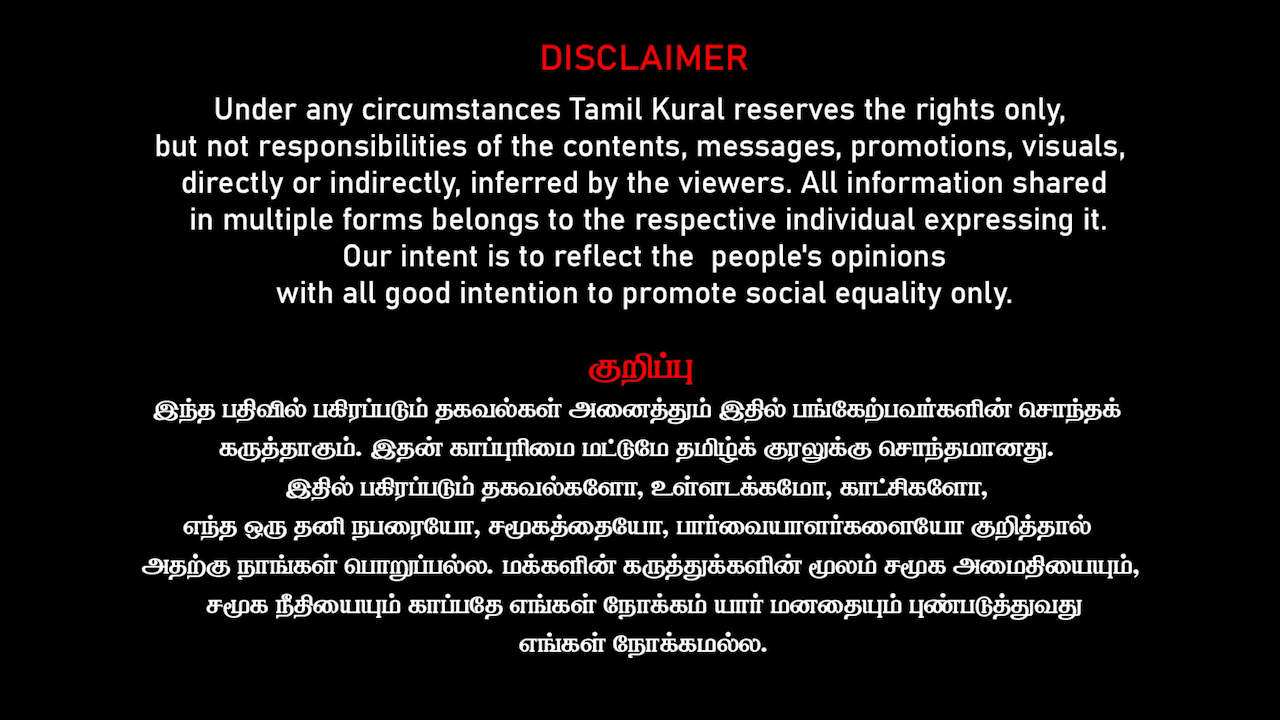 DISCLAIMER
Under any circumstances Tamil Kural reserves the rights only,
but not responsibilities of the contents, messages, promotions, visuals,
directly or indirectly, inferred by the viewers. All information shared
in multiple forms belongs to the respective individual expressing it.
Our intent is to reflect the  people's opinions
with all good intention to promote social equality only.
குறிப்பு
இந்த பதிவில் பகிரப்படும் தகவல்கள் அனைத்தும் இதில் பங்கேற்பவர்களின் சொந்தக்
கருத்தாகும். இதன் காப்புரிமை மட்டுமே தமிழ்க் குரலுக்கு சொந்தமானது.
இதில் பகிரப்படும் தகவல்களோ, உள்ளடக்கமோ, காட்சிகளோ,
எந்த ஒரு தனி நபரையோ, சமூகத்தையோ, பார்வையாளர்களையோ குறித்தால்
அதற்கு நாங்கள் பொறுப்பல்ல. மக்களின் கருத்துக்களின் மூலம் சமூக அமைதியையும்,
சமூக நீதியையும் காப்பதே எங்கள் நோக்கம் யார் மனதையும் புண்படுத்துவது
எங்கள் நோக்கமல்ல.